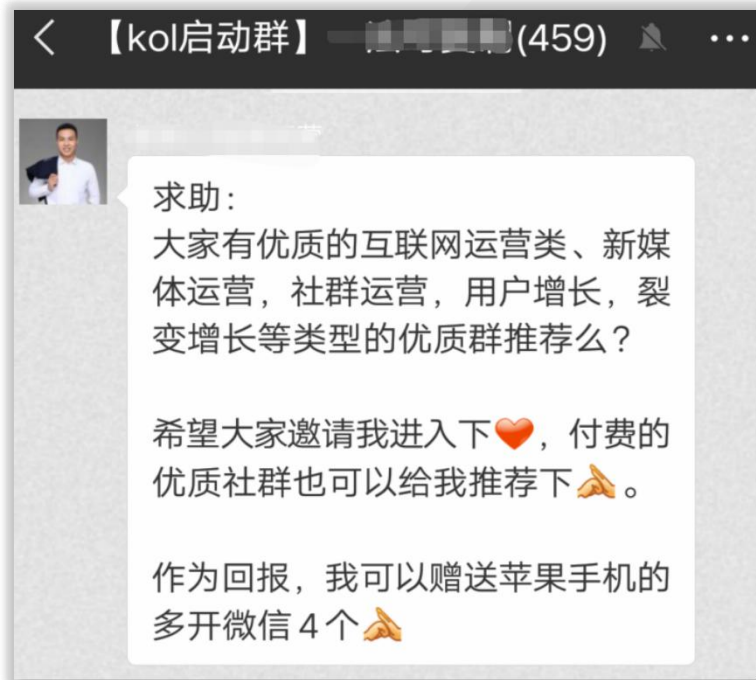 【kol启动群】(459)
求助：
大家有优质的互联网运营类、新媒
体运营，社群运营，用户增长，裂
变增长等类型的优质群推荐么？
希望大家邀请我进入下❤️，付费的
优质社群也可以给我推荐下🙏。
作为回报，我可以赠送苹果手机的
多开微信4个🙏